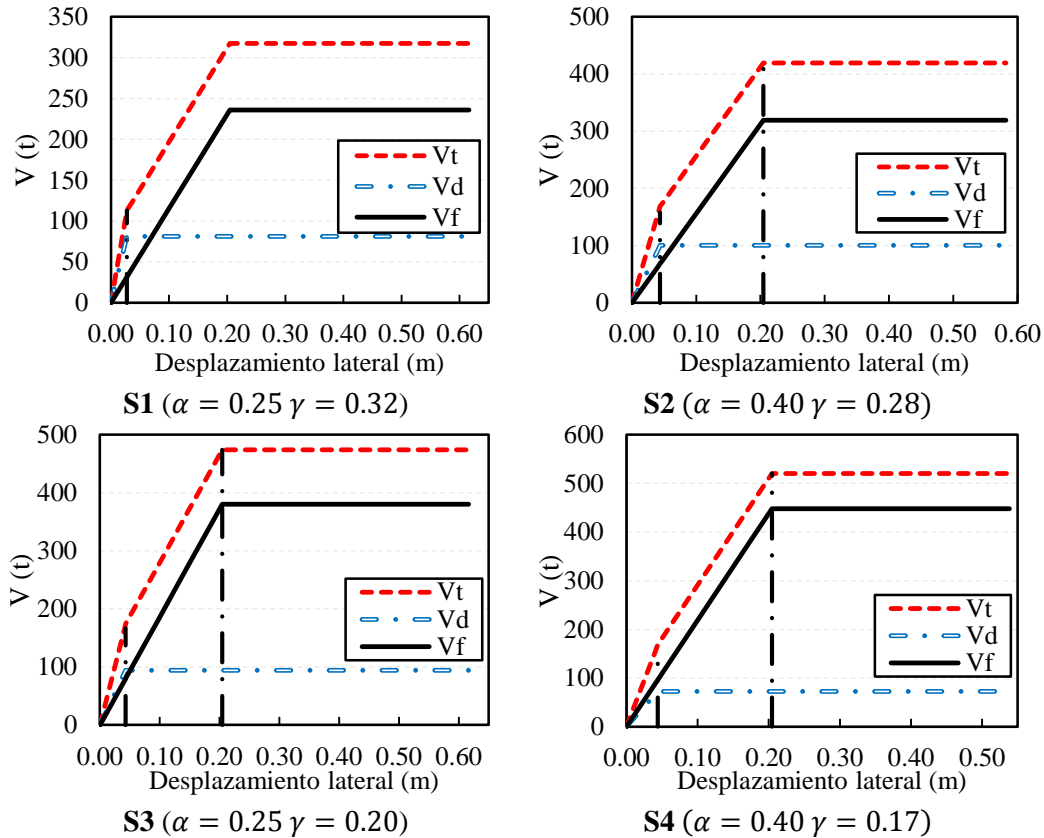 350
300
250
200
150
100
50
0
V (t)
Vt
Vd
Vf
0.00 0.10 0.20 0.30 0.40 0.50 0.60
Desplazamiento lateral (m)
S1 (α = 0.25 γ = 0.32)
500
400
300
200
100
0
V (t)
Vt
Vd
Vf
0.00 0.10 0.20 0.30 0.40 0.50 0.60
Desplazamiento lateral (m)
S2 (α = 0.40 γ = 0.28)
500
400
300
200
100
0
V (t)
Vt
Vd
Vf
0.00 0.10 0.20 0.30 0.40 0.50 0.60
Desplazamiento lateral (m)
S3 (α = 0.25 γ = 0.20)
600
500
400
300
200
100
0
V (t)
Vt
Vd
Vf
0.00 0.10 0.20 0.30 0.40 0.50
Desplazamiento lateral (m)
S4 (α = 0.40 γ = 0.17)